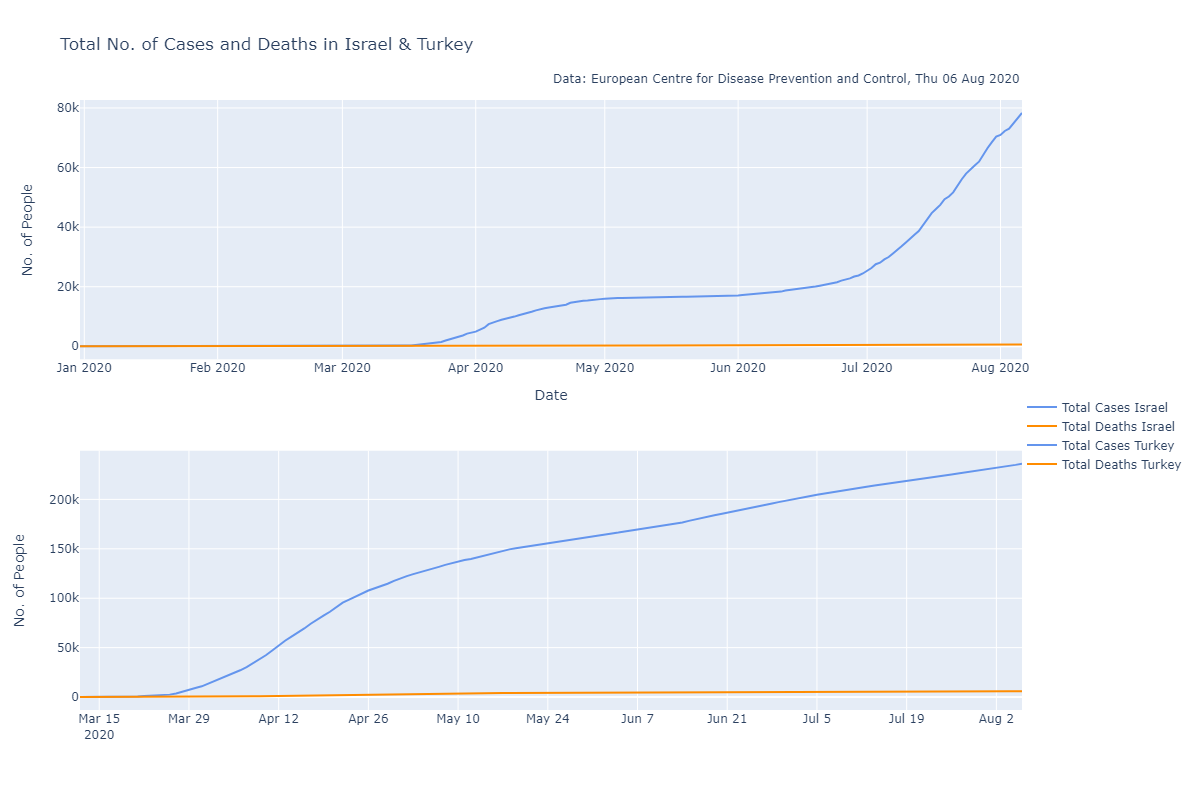 Total No. of Cases and Deaths in Israel & Turkey
Data: European Centre for Disease Prevention and Control, Thu 06 Aug 2020
80k
60k
40k
20k
0
No. of People
Jan 2020 Feb 2020 Mar 2020 Apr 2020 May 2020 Jun 2020 Jul 2020 Aug 2020
Date
Total Cases Israel
Total Deaths Israel
Total Cases Turkey
Total Deaths Turkey
200k
150k
100k
50k
0
No. of People
Mar 15 Mar 29 Apr 12 Apr 26 May 10 May 24 Jun 7 Jun 21 Jul 5 Jul 19 Aug 2
2020